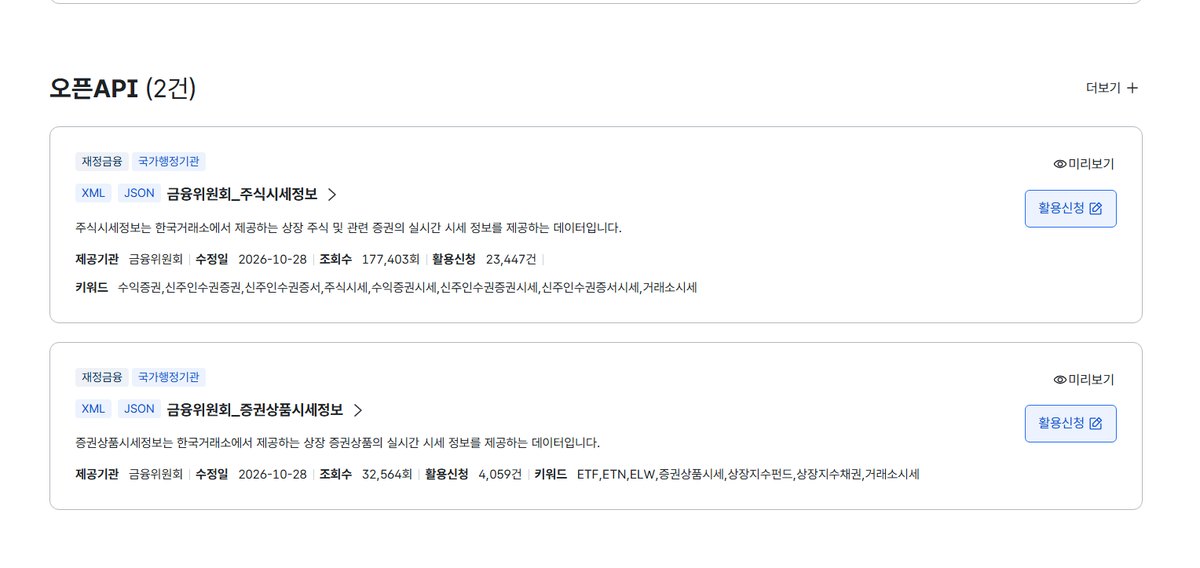 오픈API (2건)
더보기 +
재정금융 국가행정기관
미리보기
XML JSON 금융위원회_주식시세정보 >
활용신청
주식시세정보는 한국거래소에서 제공하는 상장 주식 및 관련 증권의 실시간 시세 정보를 제공하는 데이터입니다.
제공기관 금융위원회 수정일 2026-10-28 조회수 177,403회 활용신청 23,447건
키워드 수익증권,신주인수권증권,신주인수권증서,주식시세,수익증권시세,신주인수권증권시세,신주인수권증서시세,거래소시세
재정금융 국가행정기관
미리보기
XML JSON 금융위원회_증권상품시세정보 >
활용신청
증권상품시세정보는 한국거래소에서 제공하는 상장 증권상품의 실시간 시세 정보를 제공하는 데이터입니다.
제공기관 금융위원회 수정일 2026-10-28 조회수 32,564회 활용신청 4,059건 키워드 ETF,ETN,ELW,증권상품시세,상장지수펀드,상장지수채권,거래소시세